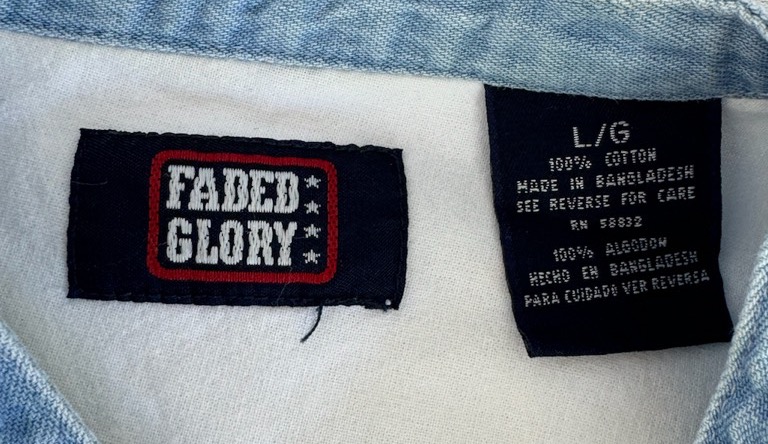 FADED
GLORY
L/G
100% COTTON
MADE IN BANGLADESH
SEE REVERSE FOR CARE
RN 58832
100% ALGODON
HECHO EN BANGLADESH
PARA CUIDADO VER REVERSA